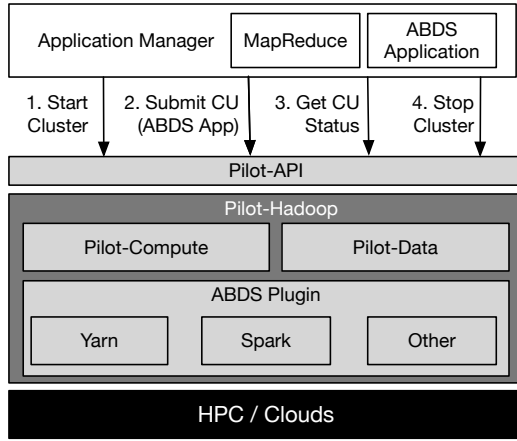 Application Manager
MapReduce
ABDS
Application
1. Start
Cluster
2. Submit CU
(ABDS App)
3. Get CU
Status
4. Stop
Cluster
Pilot-API
Pilot-Hadoop
Pilot-Compute
Pilot-Data
ABDS Plugin
Yarn
Spark
Other
HPC / Clouds